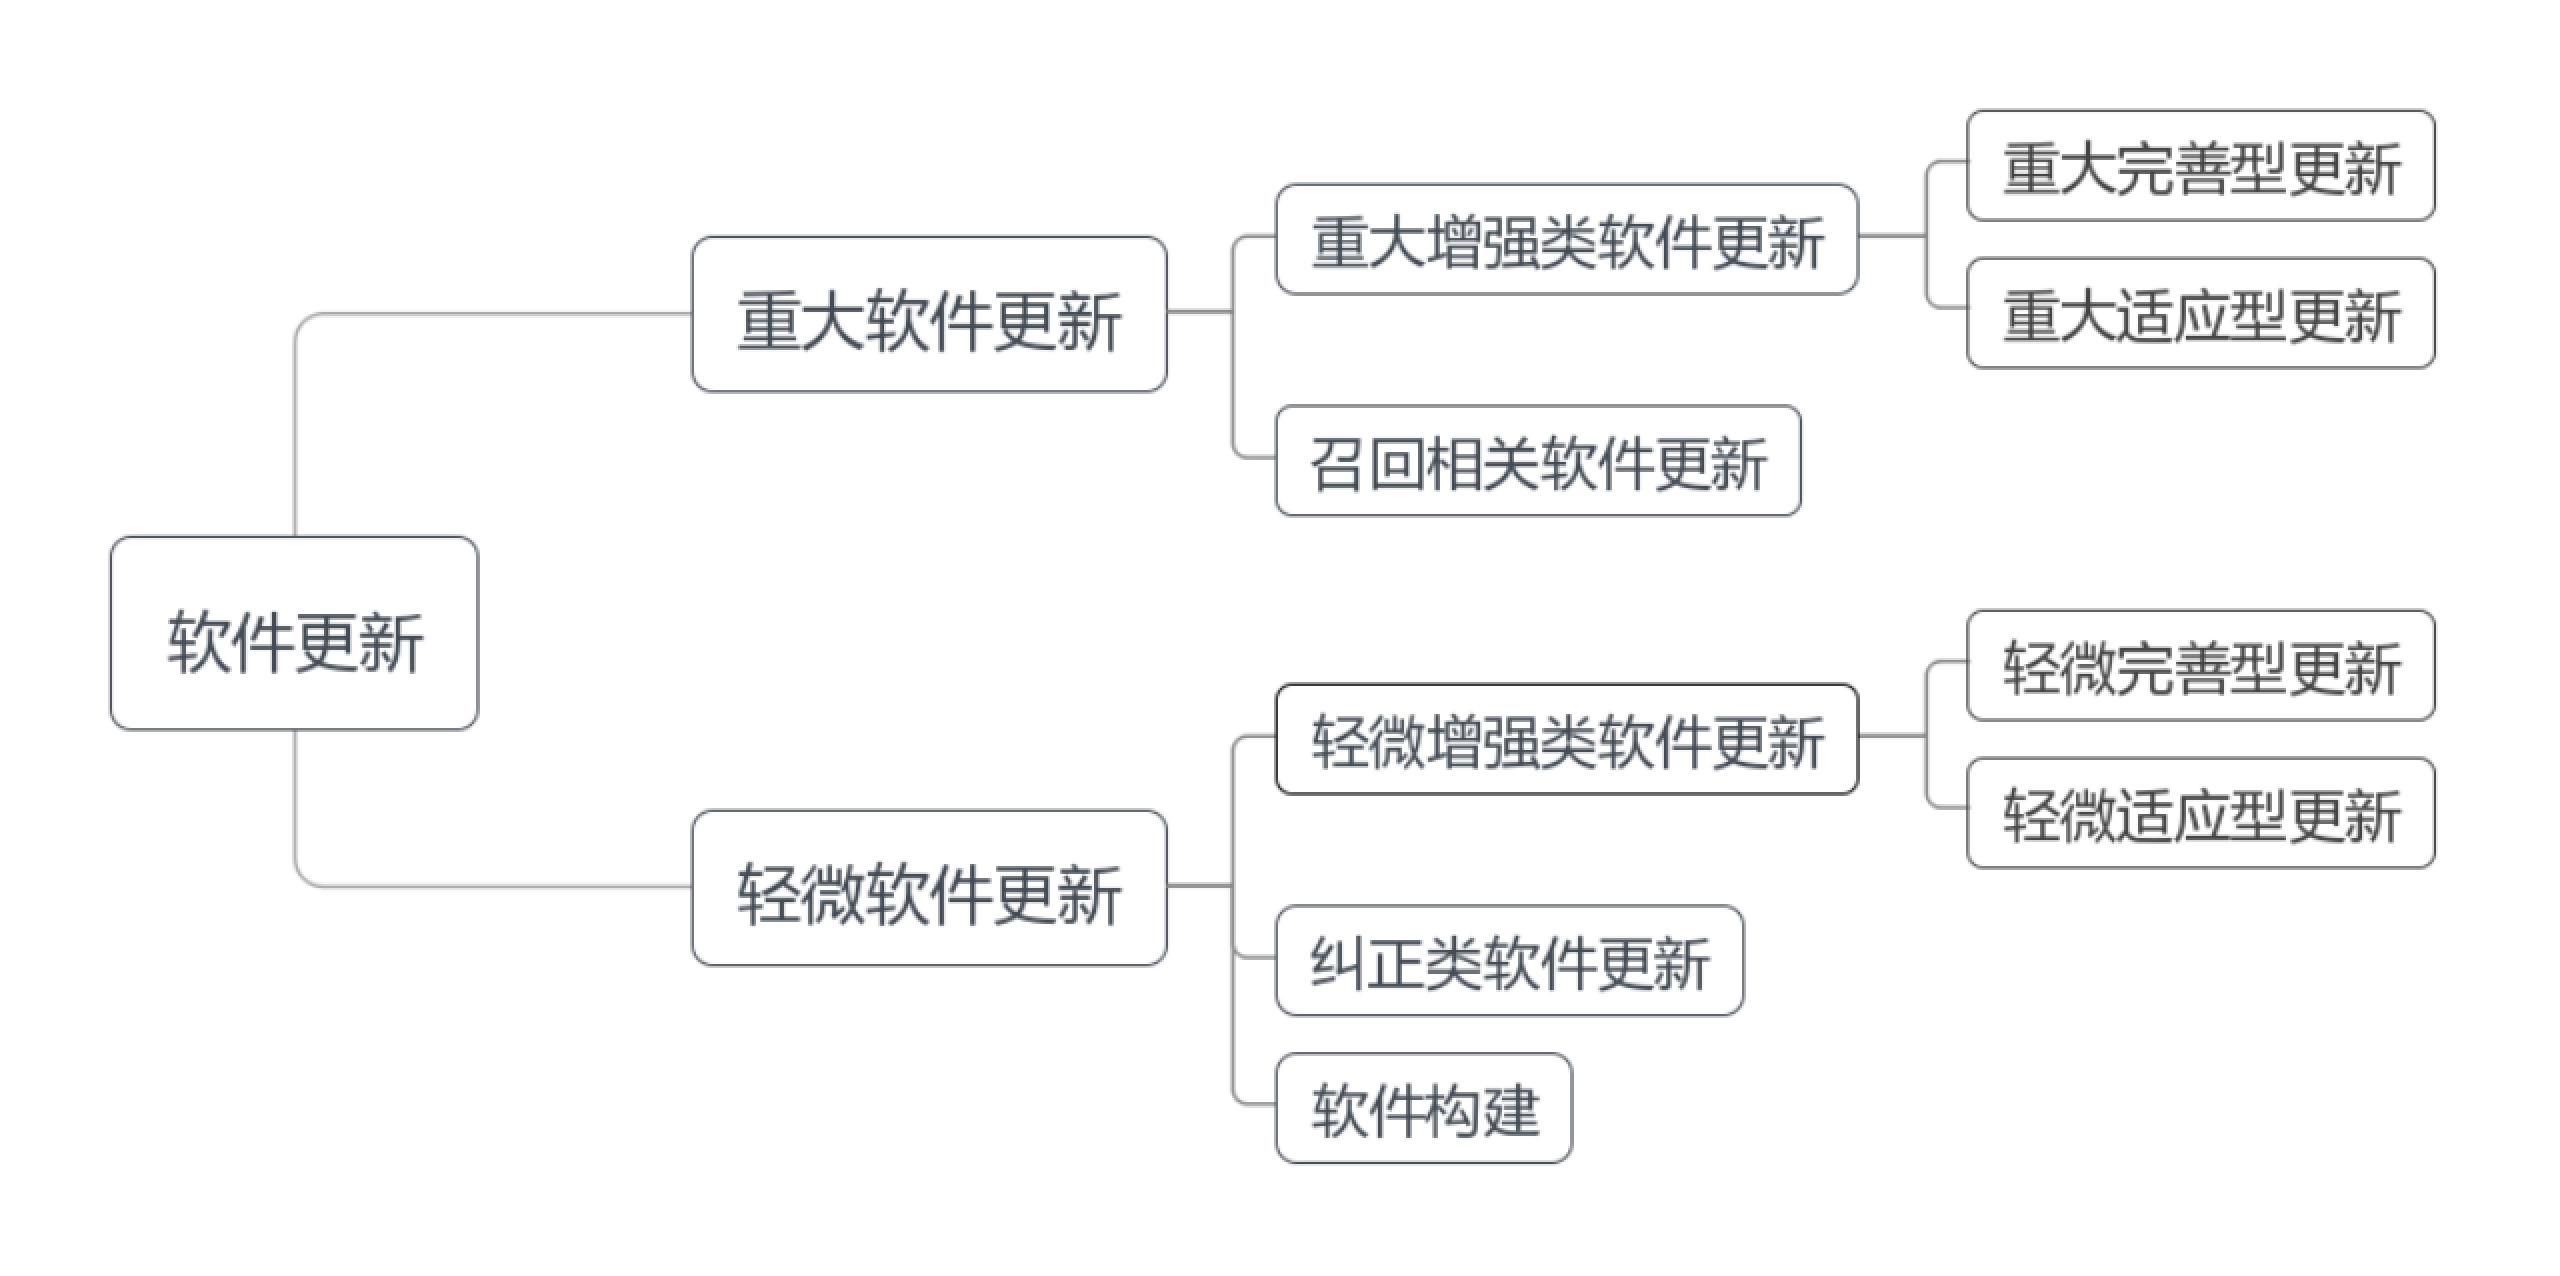 软件更新
重大软件更新
重大增强类软件更新
重大完善型更新
重大适应型更新
召回相关软件更新
轻微软件更新
轻微增强类软件更新
轻微完善型更新
轻微适应型更新
纠正类软件更新
软件构建